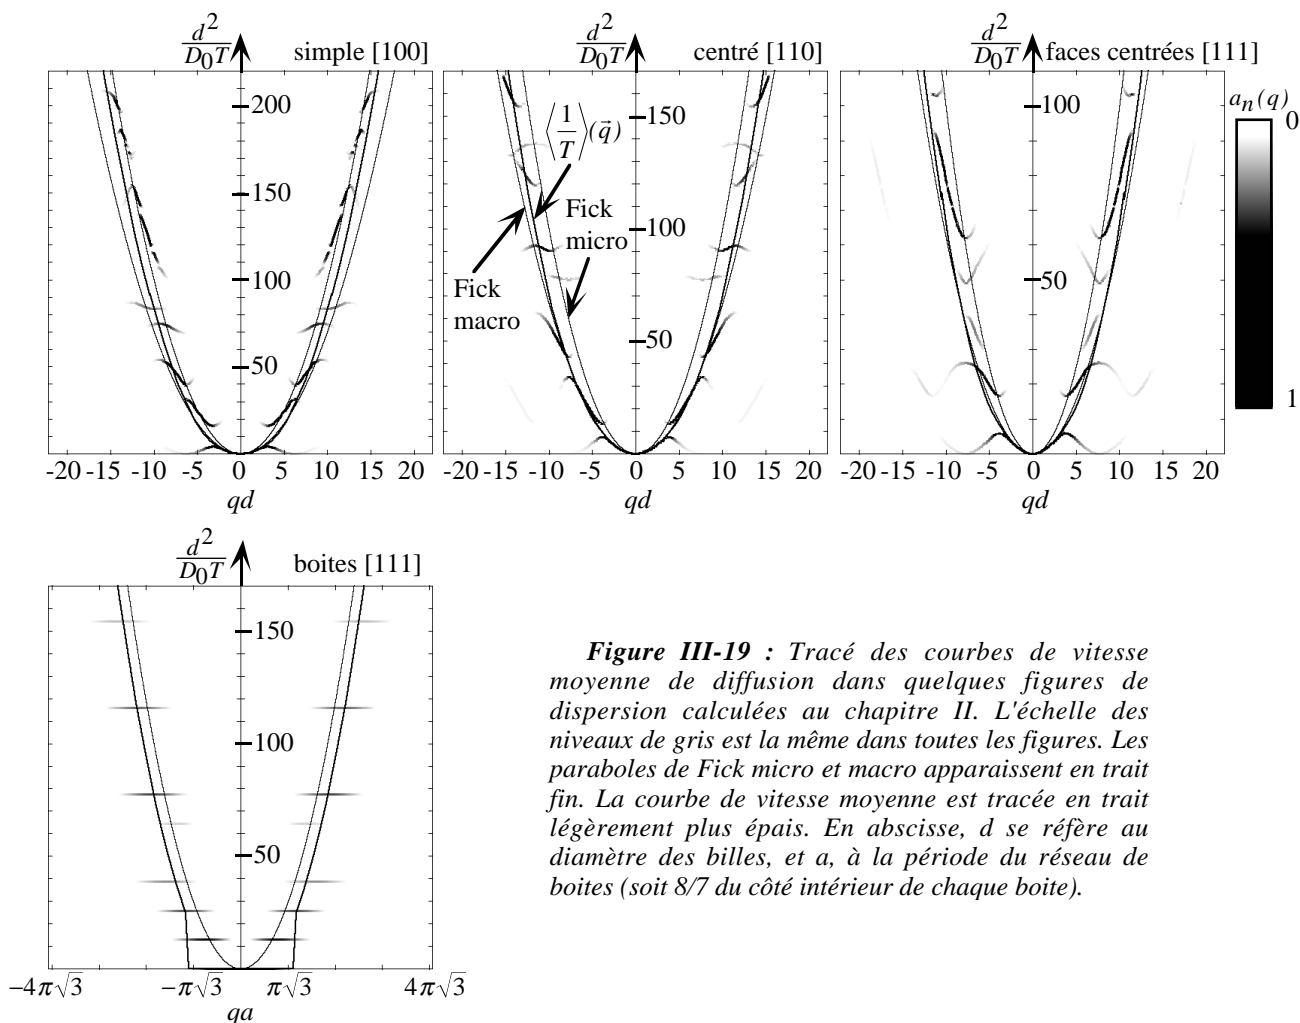 d²/D₀T
simple [100]
200
150
100
50
-20 -15 -10 -5 0 5 10 15 20
qd
d²/D₀T
centré [110]
⟨1/T⟩(q⃗)
150
100
50
Fick
micro
Fick
macro
-20 -15 -10 -5 0 5 10 15 20
qd
d²/D₀T
faces centrées [111]
100
50
-20 -15 -10 -5 0 5 10 15 20
qd
aₙ(q)
0
1
d²/D₀T
boites [111]
150
100
50
−4π√3 −π√3 π√3 4π√3
qa
Figure III-19 : Tracé des courbes de vitesse
moyenne de diffusion dans quelques figures de
dispersion calculées au chapitre II. L'échelle des
niveaux de gris est la même dans toutes les figures. Les
paraboles de Fick micro et macro apparaissent en trait
fin. La courbe de vitesse moyenne est tracée en trait
légèrement plus épais. En abscisse, d se réfère au
diamètre des billes, et a, à la période du réseau de
boites (soit 8/7 du côté intérieur de chaque boite).